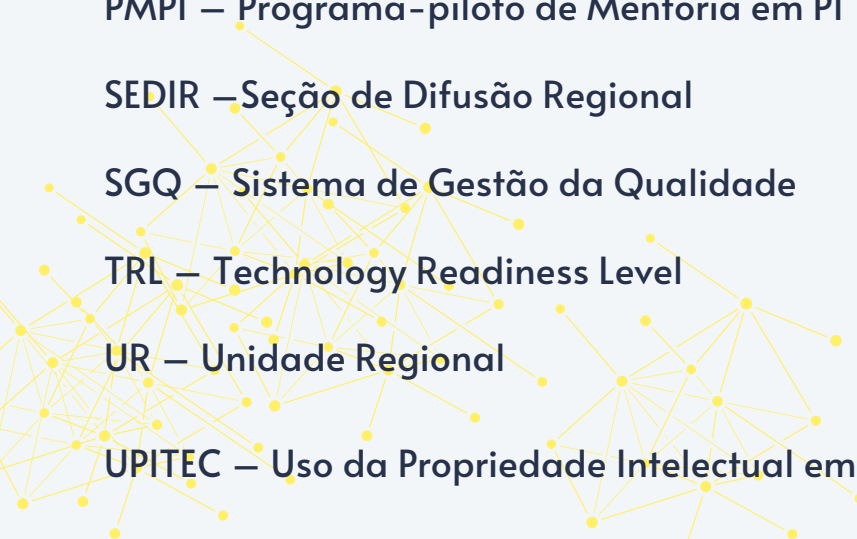 PMPI – Programa-piloto de Mentoria em PI
SEDIR –Seção de Difusão Regional
SGQ – Sistema de Gestão da Qualidade
TRL – Technology Readiness Level
UR – Unidade Regional
UPITEC – Uso da Propriedade Intelectual em